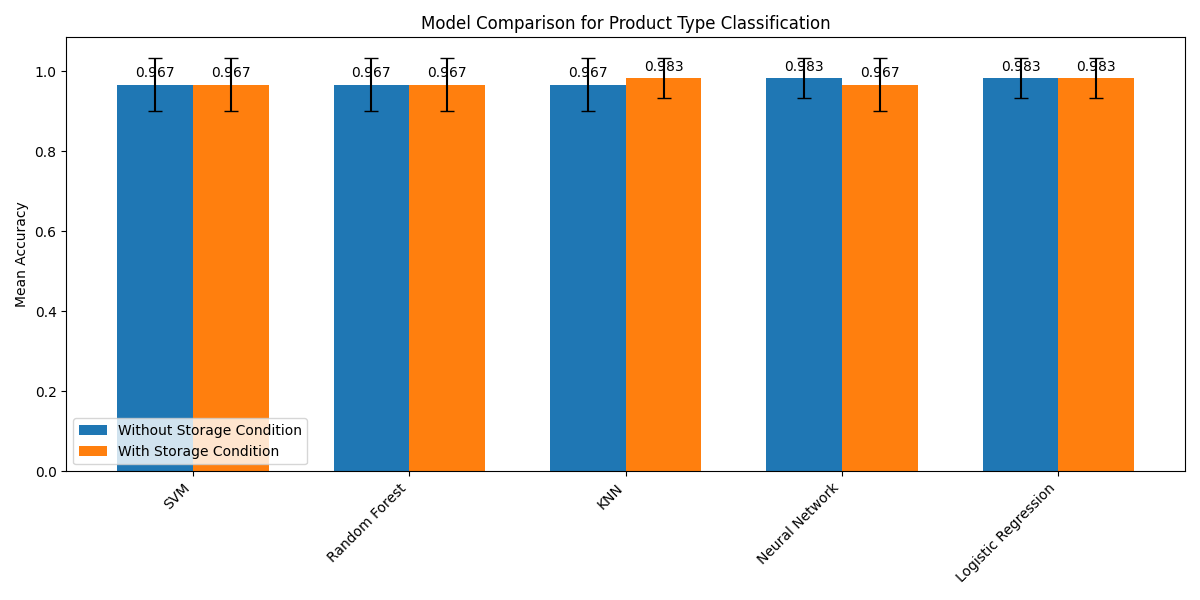 Model Comparison for Product Type Classification
Mean Accuracy
1.0
0.8
0.6
0.4
0.2
0.0
0.967 0.967 0.967 0.967 0.967 0.983 0.983 0.967 0.983 0.983
Without Storage Condition
With Storage Condition
SVM
Random Forest
KNN
Neural Network
Logistic Regression